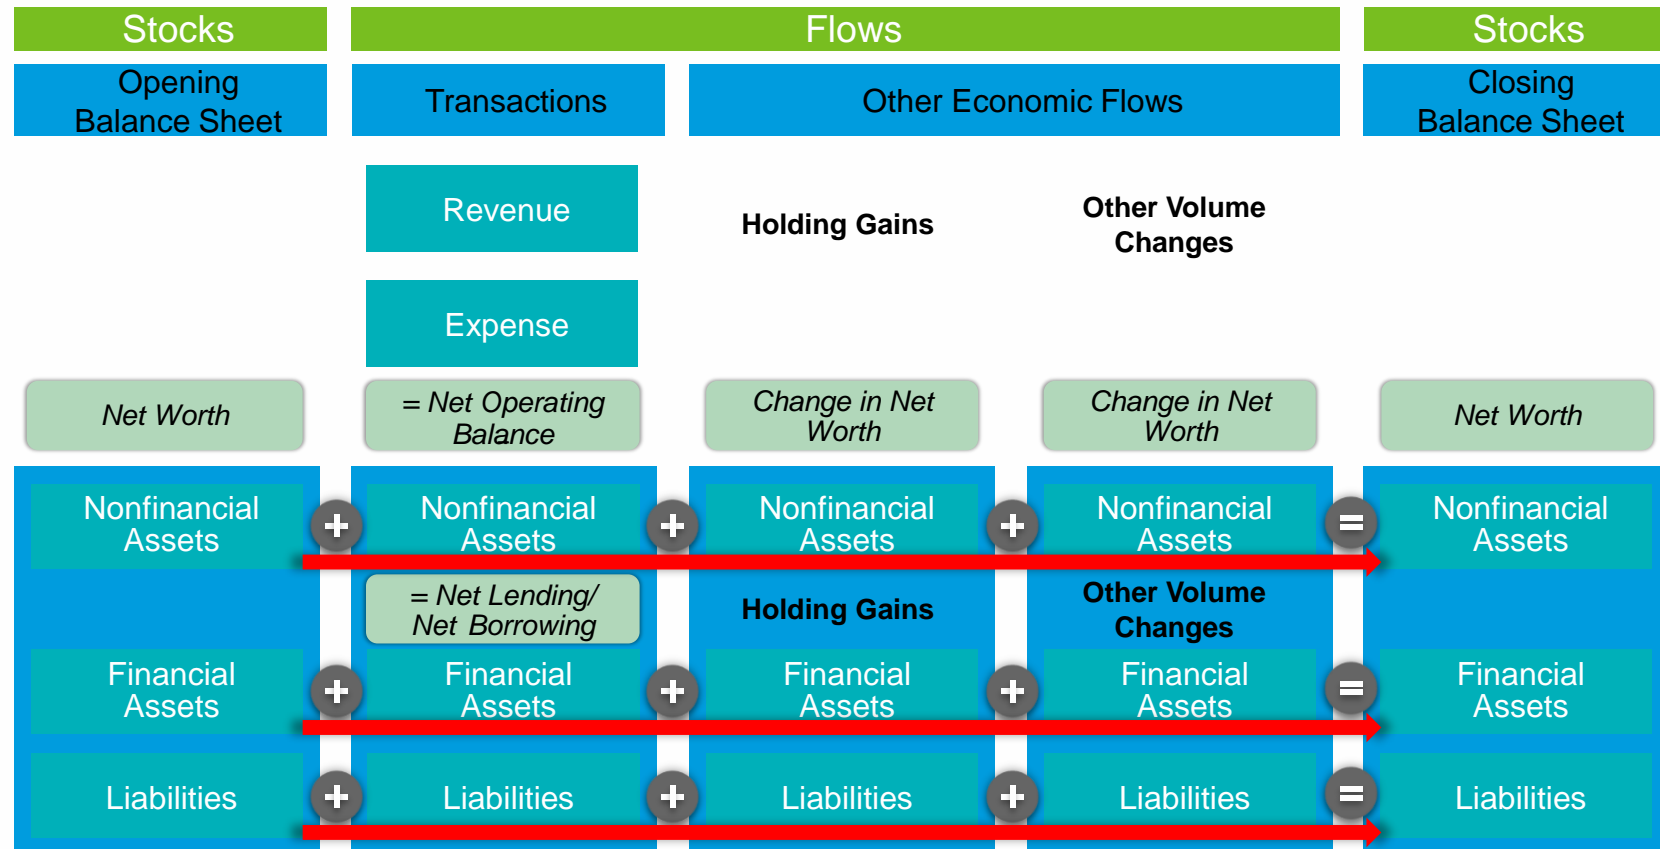 Stocks
Flows
Stocks
Opening
Balance Sheet
Transactions
Other Economic Flows
Closing
Balance Sheet
Revenue
Holding Gains
Other Volume
Changes
Expense
Net Worth
= Net Operating
Balance
Change in Net
Worth
Change in Net
Worth
Net Worth
Nonfinancial
Assets
+
Nonfinancial
Assets
+
Nonfinancial
Assets
+
Nonfinancial
Assets
=
Nonfinancial
Assets
= Net Lending/
Net Borrowing
Holding Gains
Other Volume
Changes
Financial
Assets
+
Financial
Assets
+
Financial
Assets
+
Financial
Assets
=
Financial
Assets
Liabilities
+
Liabilities
+
Liabilities
+
Liabilities
=
Liabilities